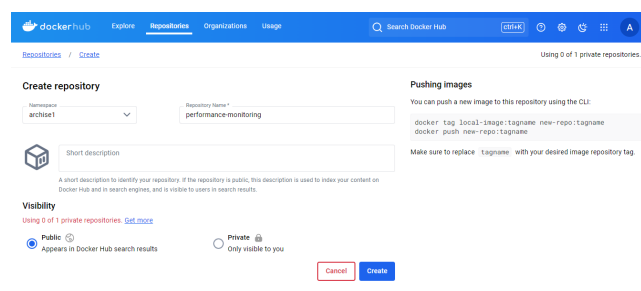 dockerhub Explore Repositories Organizations Usage Search Docker Hub ctrl+K A
Repositories / Create Using 0 of 1 private repositories.
Create repository
Namespace
archise1
Repository Name *
performance-monitoring
Short description
A short description to identify your repository. If the repository is public, this description is used to index your content on
Docker Hub and in search engines, and is visible to users in search results.
Visibility
Using 0 of 1 private repositories. Get more
Public
Appears in Docker Hub search results
Private
Only visible to you
Cancel Create
Pushing images
You can push a new image to this repository using the CLI:
docker tag local-image:tagname new-repo:tagname
docker push new-repo:tagname
Make sure to replace tagname with your desired image repository tag.